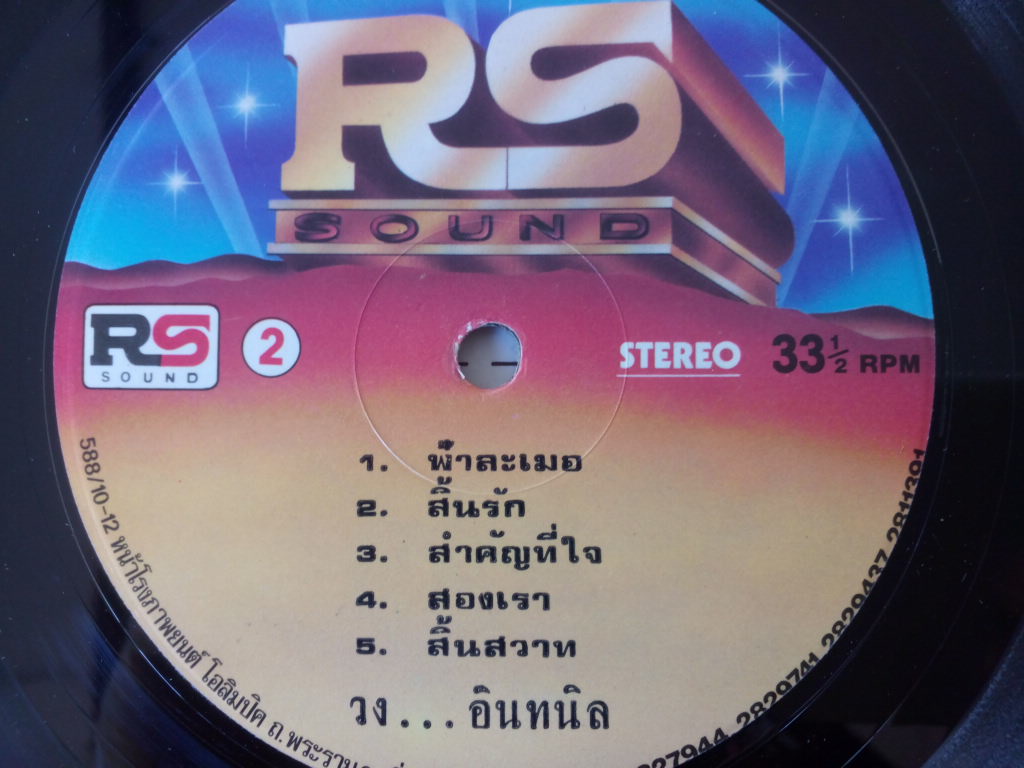 RS
SOUND
RS
SOUND
2
STEREO
33 1/2 RPM
1. พ้ำละเมอ
2. สิ้นรัก
3. สำคัญที่ใจ
4. สองเรา
5. สิ้นสวาท
วง...อินทนิล
588/10-12 หน้าโรงภาพยนต์ โอลิมปิค ถ. พระราม
2829741 2829437 2811391